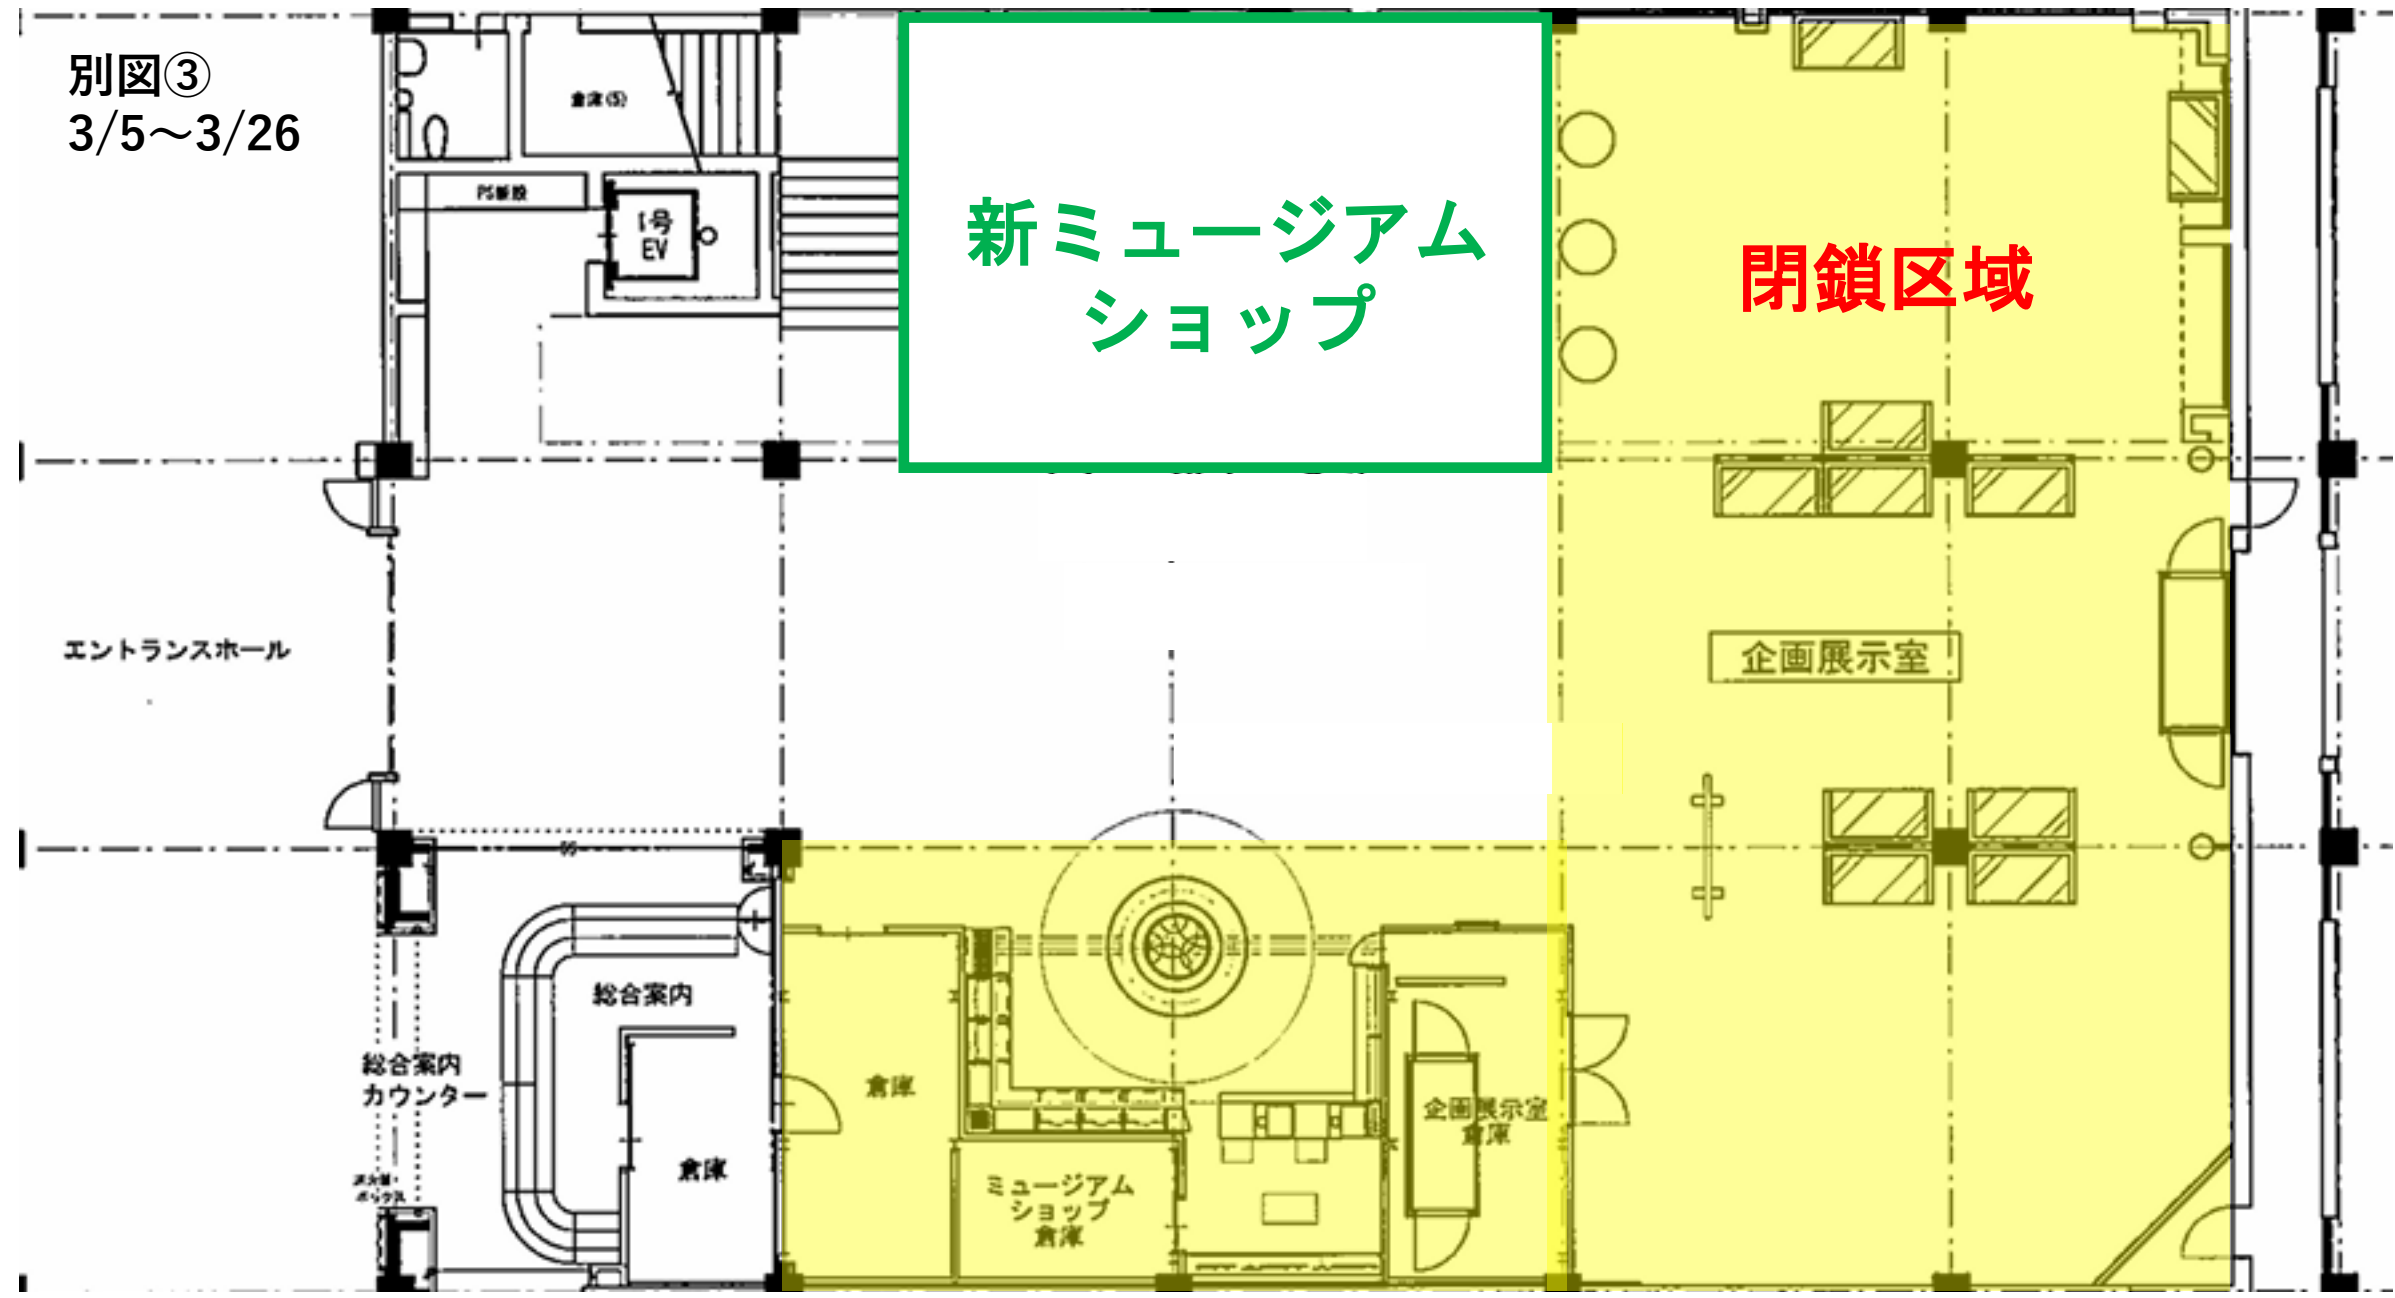 別図③
3/5～3/26
倉庫(5)
PS新設
1号
EV
新ミュージアム
ショップ
閉鎖区域
エントランスホール
企画展示室
総合案内
総合案内
カウンター
倉庫
倉庫
ミュージアム
ショップ
倉庫
企画展示室
倉庫